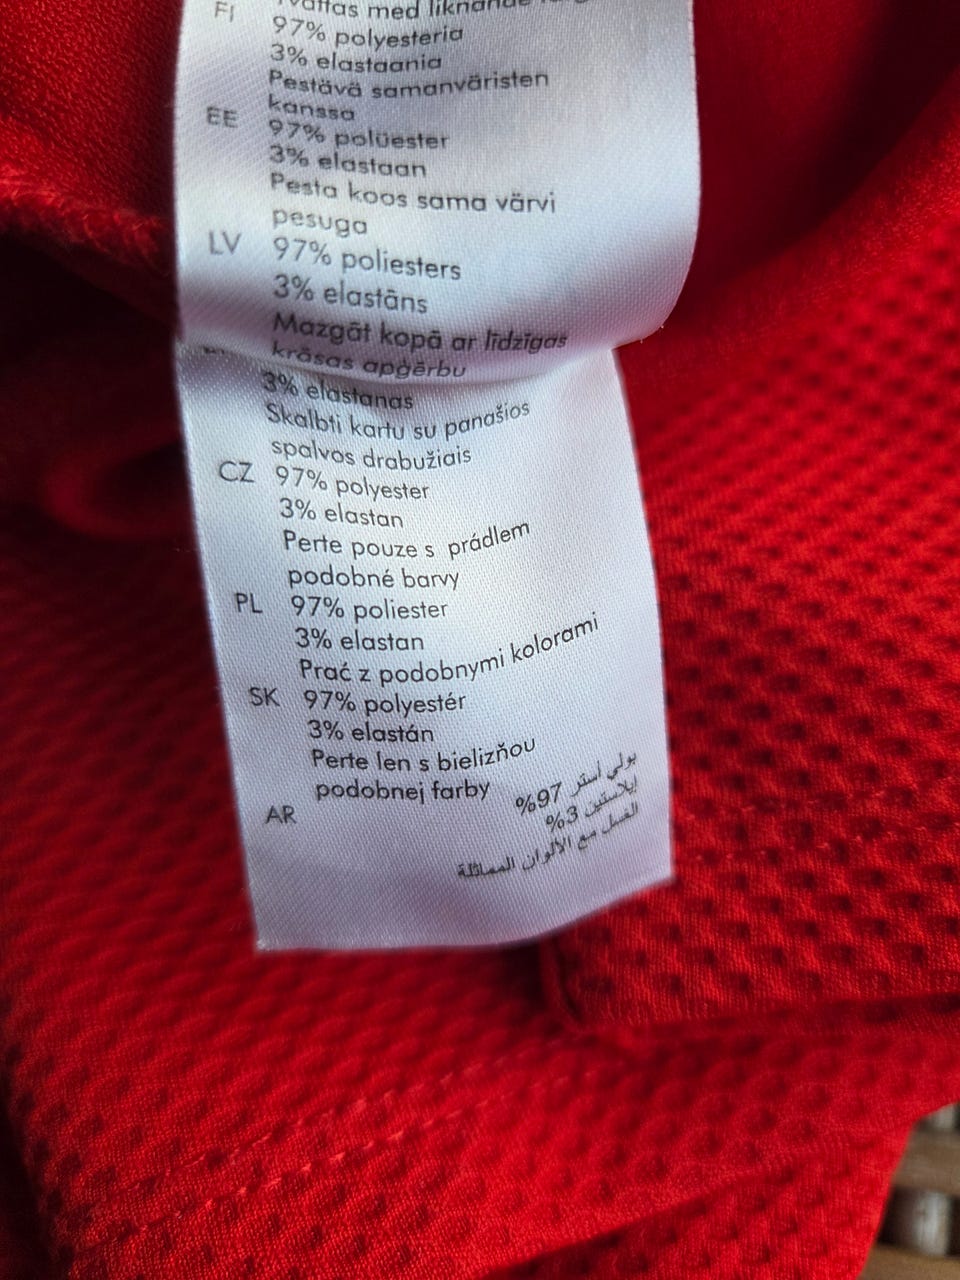 med liknande
FI
97% polyesteria
3% elastaania
Pestävä samanväristen
kanssa
EE 97% polüester
3% elastaan
Pesta koos sama värvi
pesuga
LV 97% poliesters
3% elastāns
Mazgāt kopā ar līdzīgas
krāsas apģērbu
3% elastanas
Skalbti kartu su panašios
spalvos drabužiais
CZ 97% polyester
3% elastan
Perte pouze s prádlem
podobné barvy
PL 97% poliester
3% elastan
Prać z podobnymi kolorami
SK 97% polyestér
3% elastán
Perte len s bielizňou
podobnej farby
AR بولي أستر 97%
إيلاستين 3%
الغسل مع الألوان المماثلة